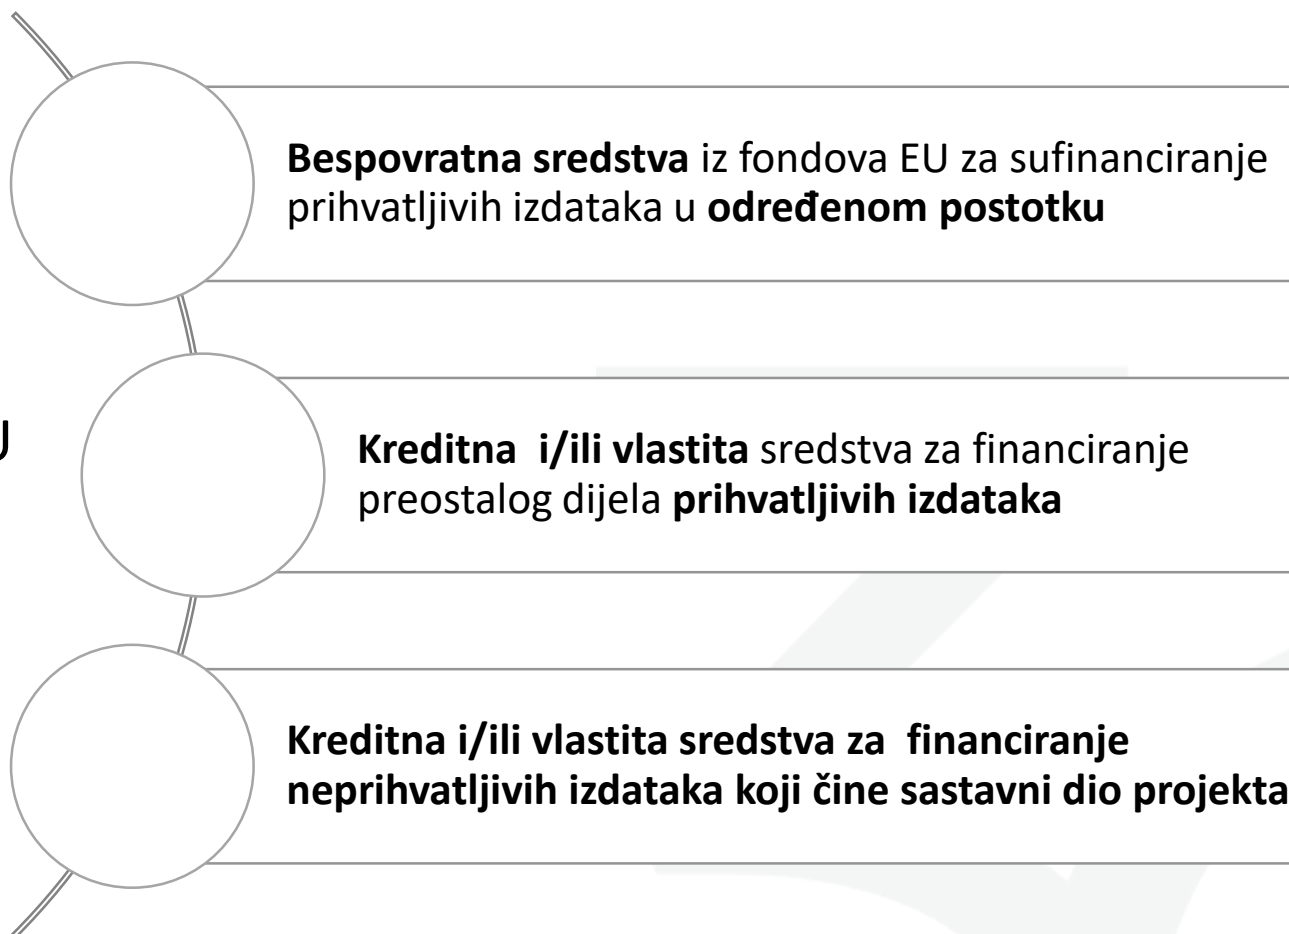 Bespovratna sredstva iz fondova EU za sufinanciranje
prihvatljivih izdataka u određenom postotku
Kreditna i/ili vlastita sredstva za financiranje
preostalog dijela prihvatljivih izdataka
Kreditna i/ili vlastita sredstva za financiranje
neprihvatljivih izdataka koji čine sastavni dio projekta